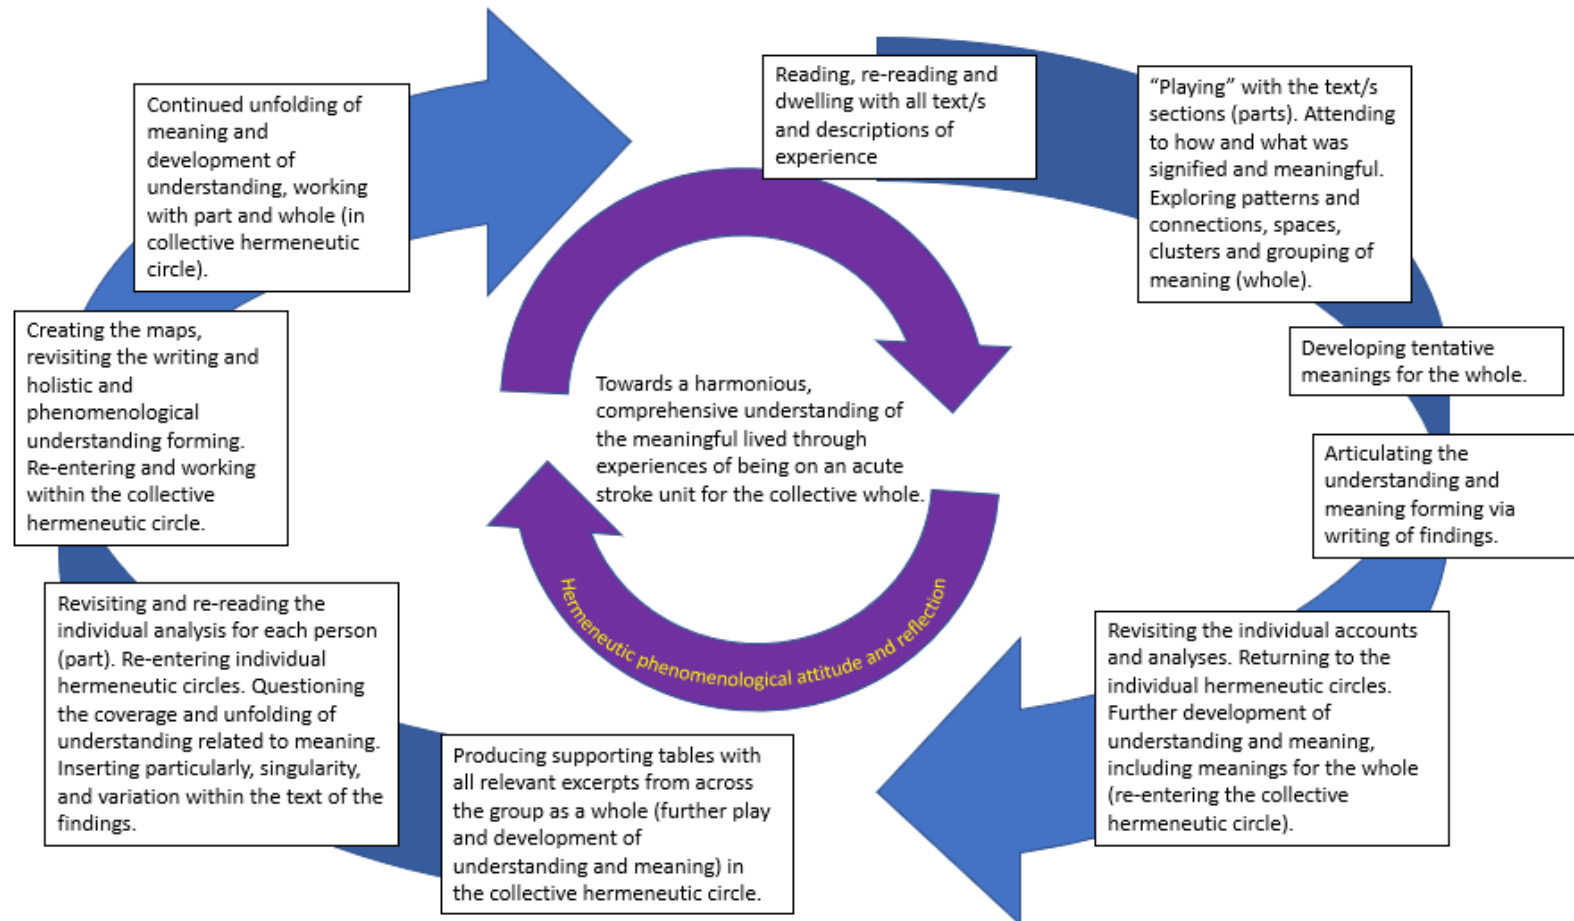 Reading, re-reading and
dwelling with all text/s
and descriptions of
experience
“Playing” with the text/s
sections (parts). Attending
to how and what was
signified and meaningful.
Exploring patterns and
connections, spaces,
clusters and grouping of
meaning (whole).
Developing tentative
meanings for the whole.
Articulating the
understanding and
meaning forming via
writing of findings.
Revisiting the individual accounts
and analyses. Returning to the
individual hermeneutic circles.
Further development of
understanding and meaning,
including meanings for the whole
(re-entering the collective
hermeneutic circle).
Producing supporting tables with
all relevant excerpts from across
the group as a whole (further play
and development of
understanding and meaning) in
the collective hermeneutic circle.
Revisiting and re-reading the
individual analysis for each person
(part). Re-entering individual
hermeneutic circles. Questioning
the coverage and unfolding of
understanding related to meaning.
Inserting particularly, singularity,
and variation within the text of the
findings.
Creating the maps,
revisiting the writing and
holistic and
phenomenological
understanding forming.
Re-entering and working
within the collective
hermeneutic circle.
Continued unfolding of
meaning and
development of
understanding, working
with part and whole (in
collective hermeneutic
circle).
Towards a harmonious,
comprehensive understanding of
the meaningful lived through
experiences of being on an acute
stroke unit for the collective whole.
Hermeneutic phenomenological attitude and reflection